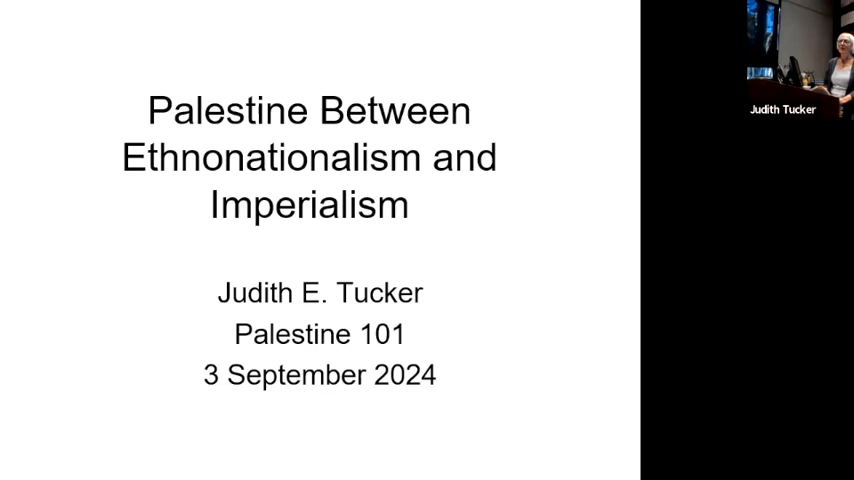 Palestine Between
Ethnonationalism and
Imperialism
Judith E. Tucker
Palestine 101
3 September 2024
Judith Tucker